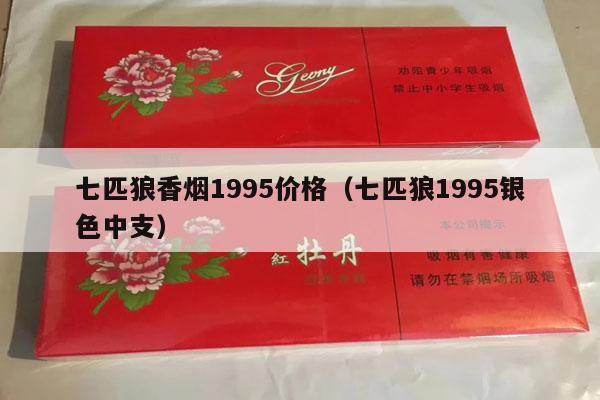 Geony
劝阻青少年吸烟
禁止中小学生吸烟
七匹狼香烟1995价格（七匹狼1995银
色中支）
本公司提示
紅牡丹
吸烟有害健康
请勿在禁烟场所吸烟